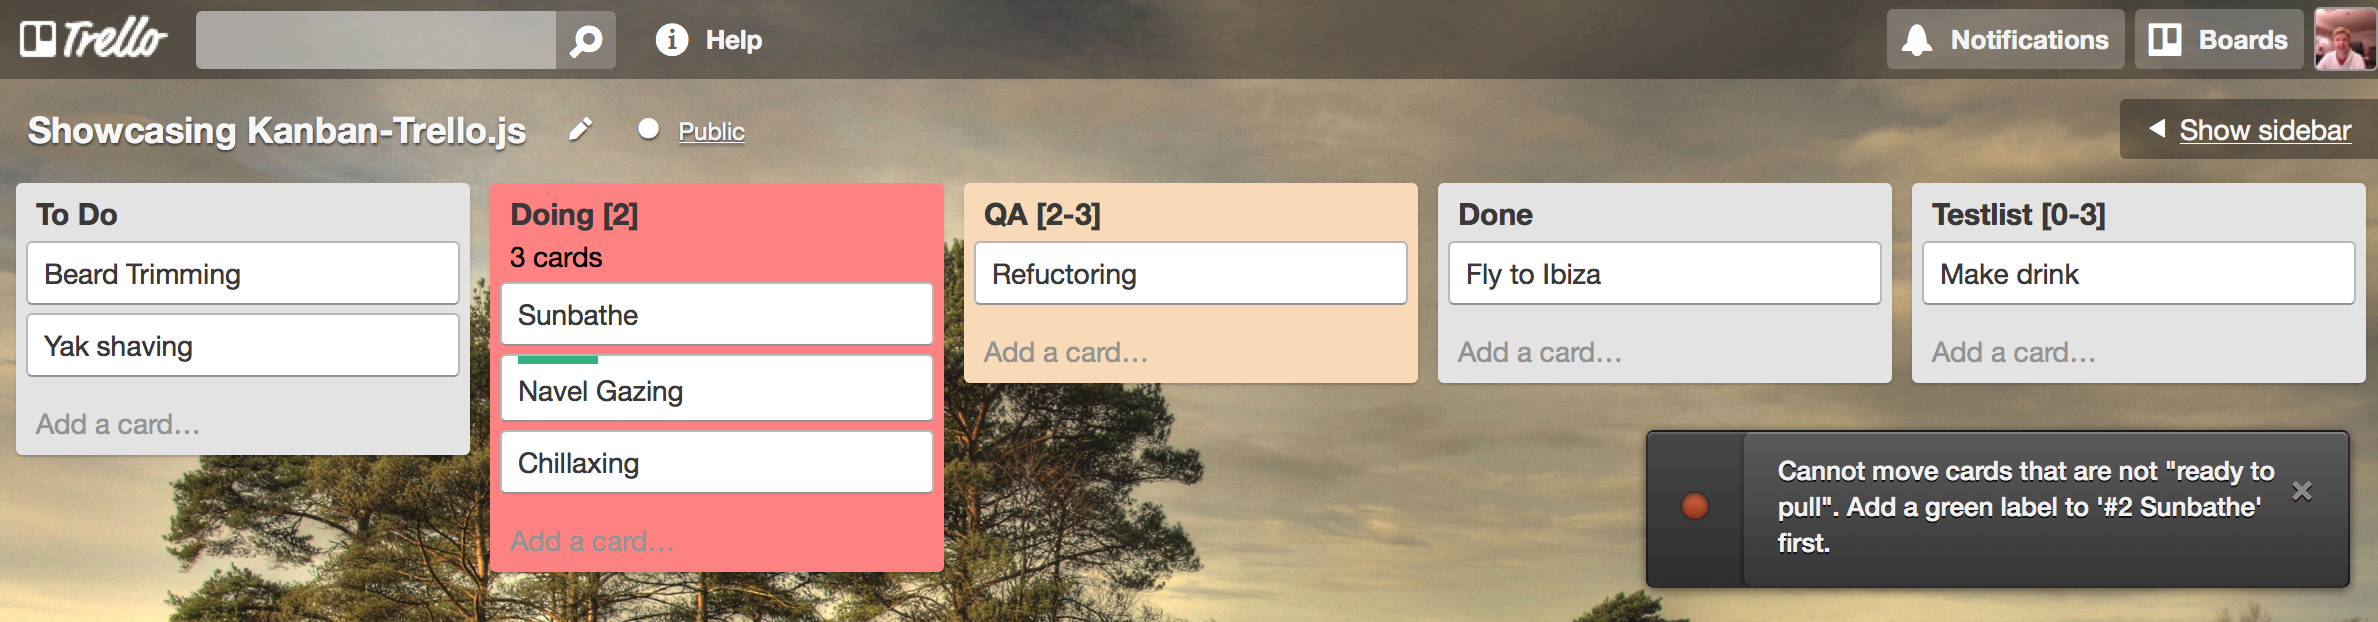 Trello
Help
Notifications
Boards
Showcasing Kanban-Trello.js
Public
Show sidebar
To Do
Beard Trimming
Yak shaving
Add a card…
Doing [2]
3 cards
Sunbathe
Navel Gazing
Chillaxing
Add a card…
QA [2-3]
Refuctoring
Add a card…
Done
Fly to Ibiza
Add a card…
Testlist [0-3]
Make drink
Add a card…
Cannot move cards that are not "ready to
pull". Add a green label to '#2 Sunbathe'
first.